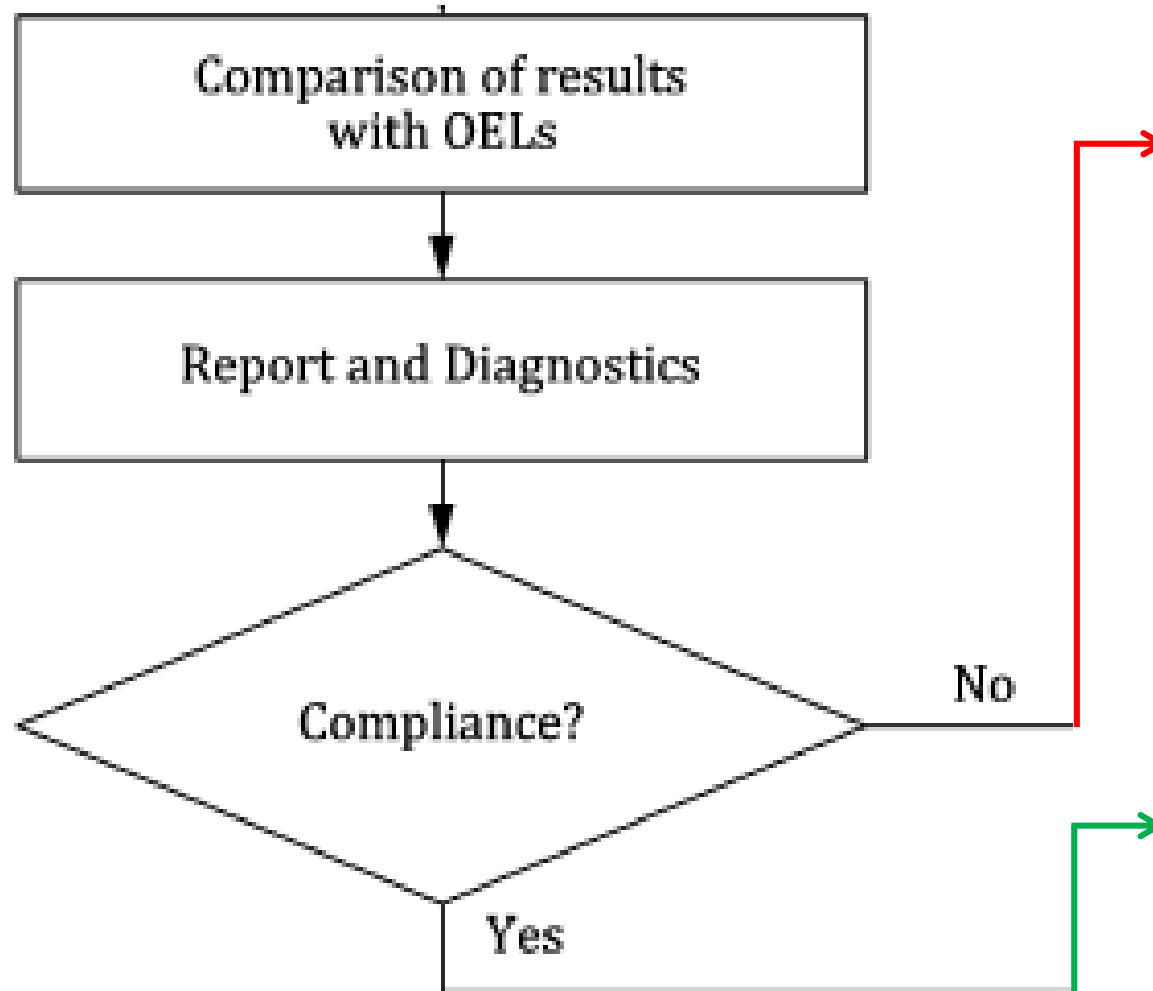 Comparison of results
with OELs
Report and Diagnostics
Compliance?
No
Yes